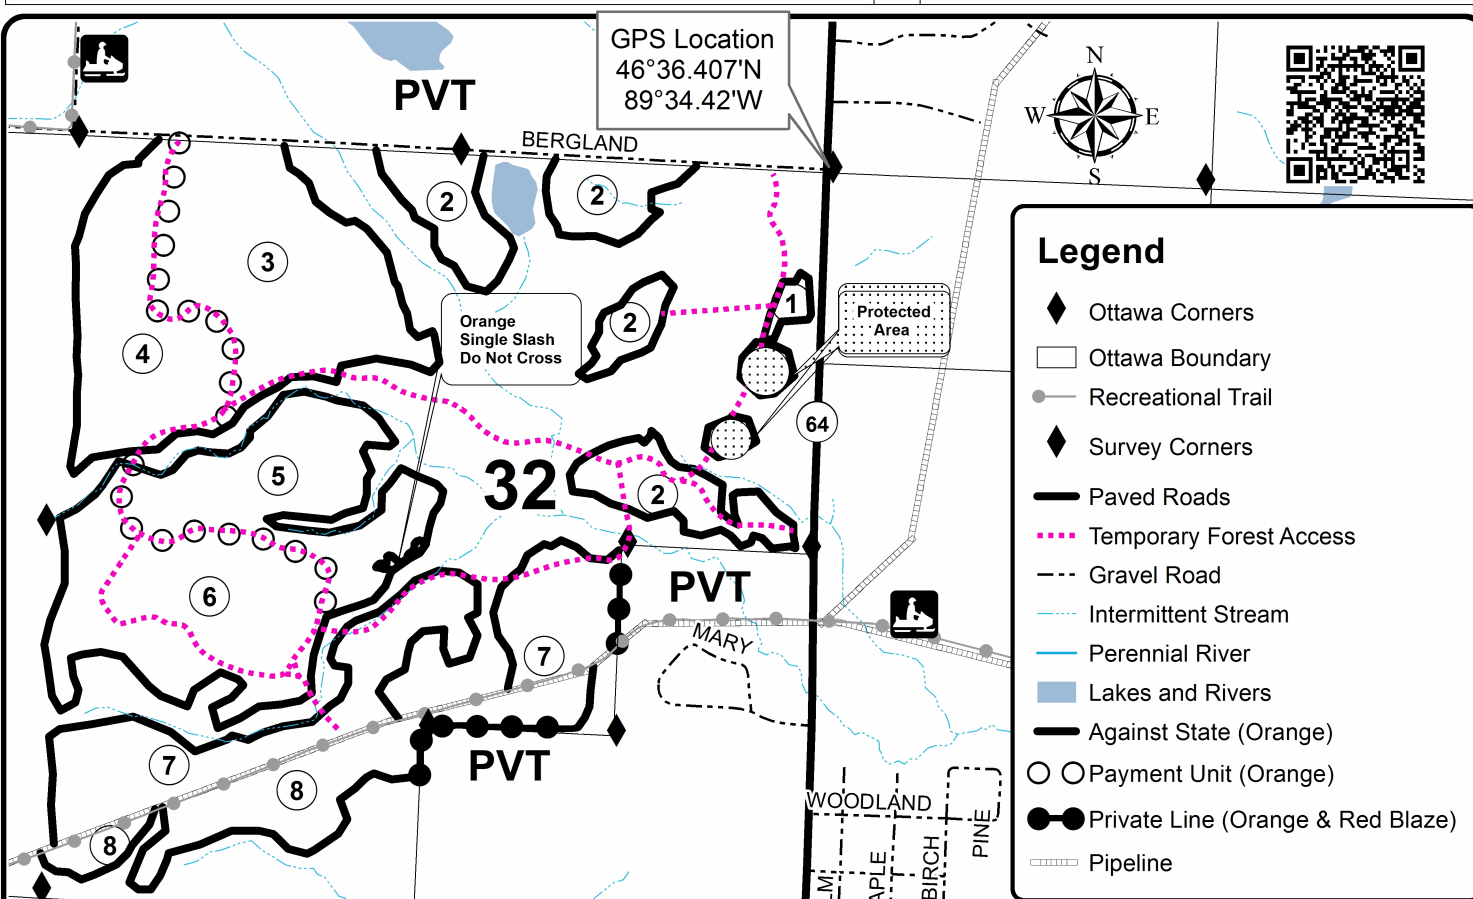 GPS Location
46°36.407'N
89°34.42'W
PVT
BERGLAND
N
W E
S
2
2
3
Orange
Single Slash
Do Not Cross
2
1
Protected
Area
4
64
5
32
2
6
PVT
MARY
7
7
PVT
8
8
WOODLAND
PINE
BIRCH
APLE
LM
Legend
Ottawa Corners
Ottawa Boundary
Recreational Trail
Survey Corners
Paved Roads
Temporary Forest Access
Gravel Road
Intermittent Stream
Perennial River
Lakes and Rivers
Against State (Orange)
Payment Unit (Orange)
Private Line (Orange & Red Blaze)
Pipeline